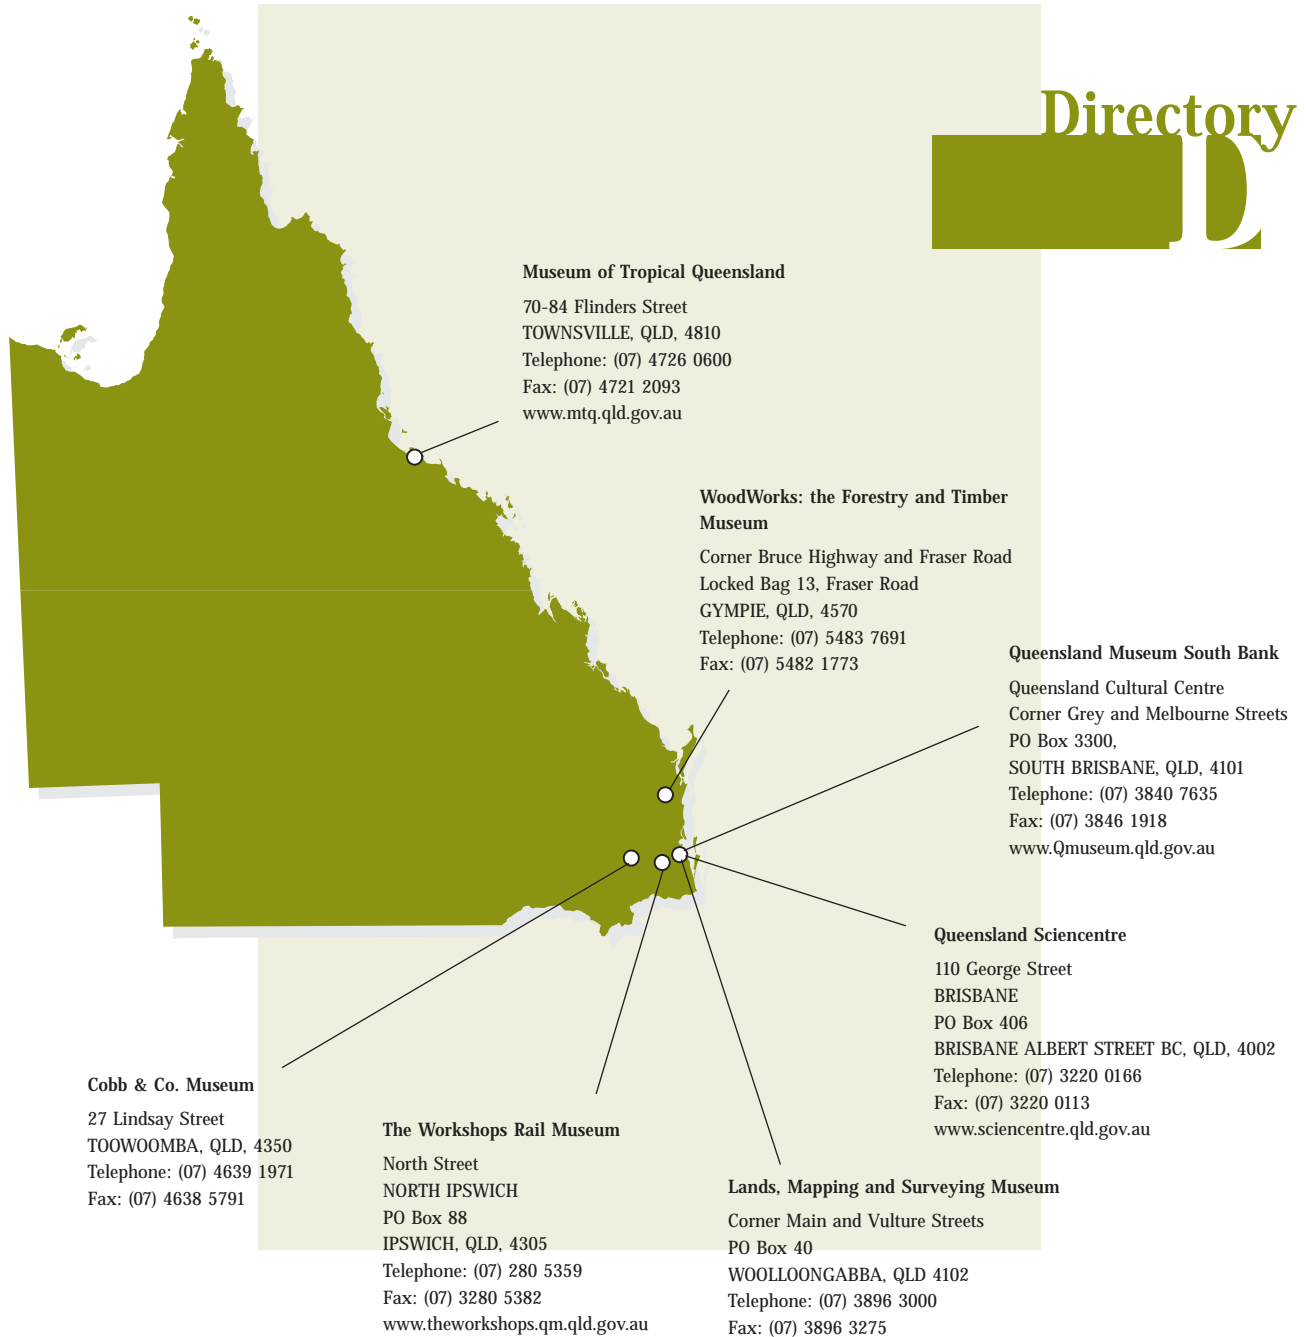 Directory
D
Museum of Tropical Queensland
70-84 Flinders Street
TOWNSVILLE, QLD, 4810
Telephone: (07) 4726 0600
Fax: (07) 4721 2093
www.mtq.qld.gov.au
WoodWorks: the Forestry and Timber
Museum
Corner Bruce Highway and Fraser Road
Locked Bag 13, Fraser Road
GYMPIE, QLD, 4570
Telephone: (07) 5483 7691
Fax: (07) 5482 1773
Queensland Museum South Bank
Queensland Cultural Centre
Corner Grey and Melbourne Streets
PO Box 3300,
SOUTH BRISBANE, QLD, 4101
Telephone: (07) 3840 7635
Fax: (07) 3846 1918
www.Qmuseum.qld.gov.au
Queensland Sciencentre
110 George Street
BRISBANE
PO Box 406
BRISBANE ALBERT STREET BC, QLD, 4002
Telephone: (07) 3220 0166
Fax: (07) 3220 0113
www.sciencentre.qld.gov.au
Cobb & Co. Museum
27 Lindsay Street
TOOWOOMBA, QLD, 4350
Telephone: (07) 4639 1971
Fax: (07) 4638 5791
The Workshops Rail Museum
North Street
NORTH IPSWICH
PO Box 88
IPSWICH, QLD, 4305
Telephone: (07) 280 5359
Fax: (07) 3280 5382
www.theworkshops.qm.qld.gov.au
Lands, Mapping and Surveying Museum
Corner Main and Vulture Streets
PO Box 40
WOOLLOONGABBA, QLD 4102
Telephone: (07) 3896 3000
Fax: (07) 3896 3275